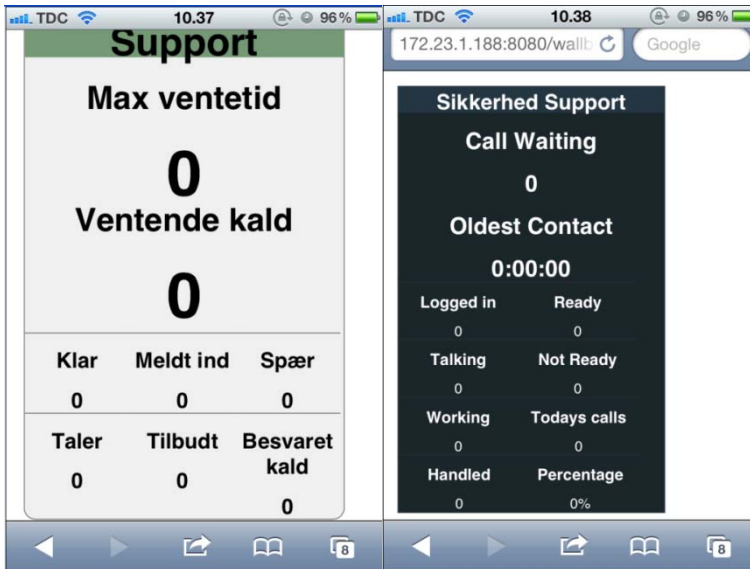 TDC 10.37 96%
Support
Max ventetid
0
Ventende kald
0
Klar Meldt ind Spær
0 0 0
Taler Tilbudt Besvaret
kald
0 0
0
8
TDC 10.38 96%
172.23.1.188:8080/wallb Google
Sikkerhed Support
Call Waiting
0
Oldest Contact
0:00:00
Logged in Ready
0 0
Talking Not Ready
0 0
Working Todays calls
0 0
Handled Percentage
0 0%
8